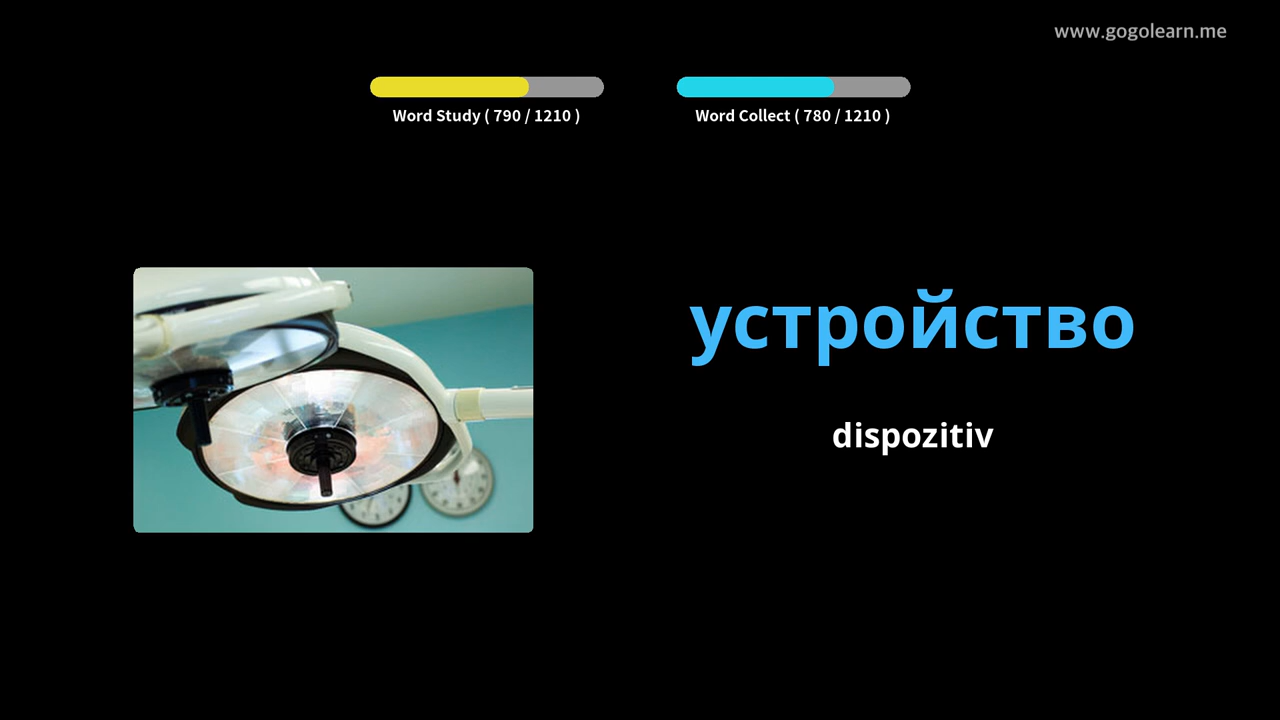 www.gogolearn.me
Word Study ( 790 / 1210 )
Word Collect ( 780 / 1210 )
устройство
dispozitiv